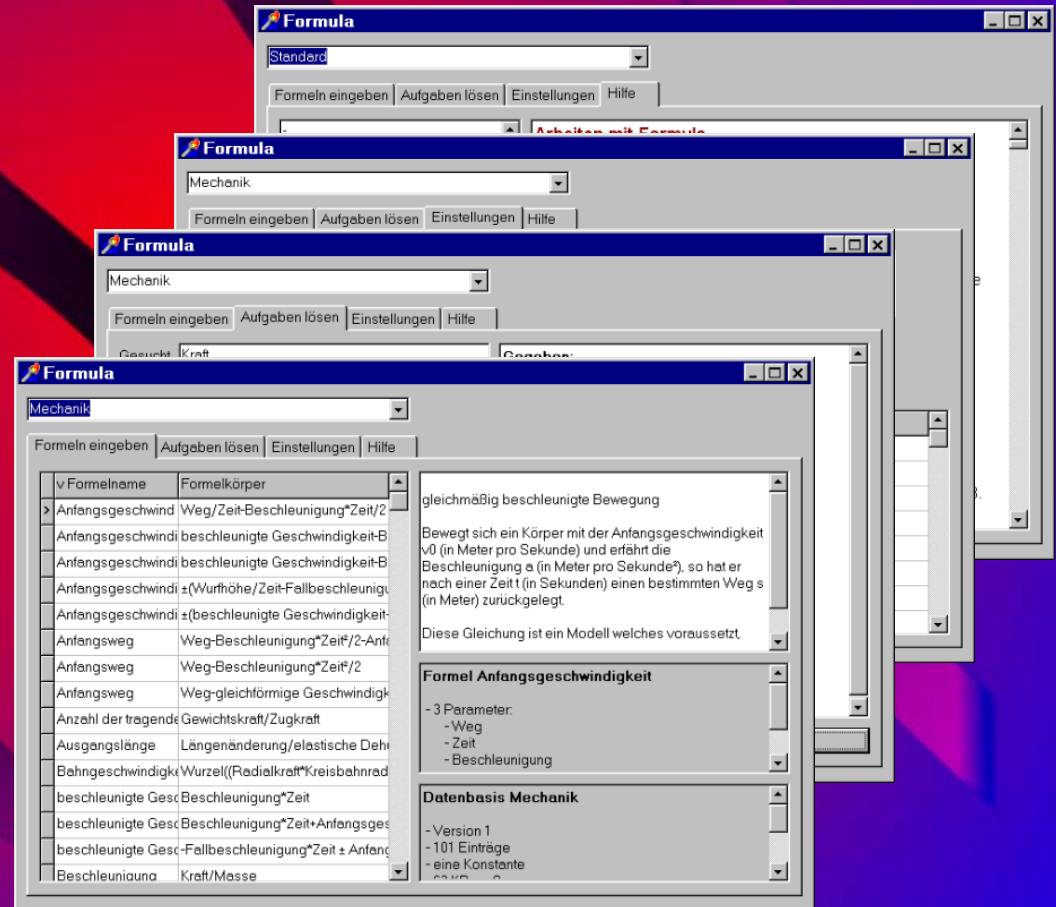 Formula
Standard
Formeln eingeben Aufgaben lösen Einstellungen Hilfe
Arbeiten mit Formula
Formula
Mechanik
Formeln eingeben Aufgaben lösen Einstellungen Hilfe
Formula
Mechanik
Formeln eingeben Aufgaben lösen Einstellungen Hilfe
Gesucht Kraft
Gegeben:
Formula
Mechanik
Formeln eingeben Aufgaben lösen Einstellungen Hilfe
v Formelname Formelkörper
> Anfangsgeschwind Weg/Zeit-Beschleunigung*Zeit/2
Anfangsgeschwindi beschleunigte Geschwindigkeit-B
Anfangsgeschwindi beschleunigte Geschwindigkeit-B
Anfangsgeschwindi ±(Wurfhöhe/Zeit-Fallbeschleunigu
Anfangsgeschwindi ±(beschleunigte Geschwindigkeit-
Anfangsweg Weg-Beschleunigung*Zeit²/2-Anfa
Anfangsweg Weg-Beschleunigung*Zeit²/2
Anfangsweg Weg-gleichförmige Geschwindigk
Anzahl der tragende Gewichtskraft/Zugkraft
Ausgangslänge Längenänderung/elastische Dehn
Bahngeschwindigke Wurzel((Radialkraft*Kreisbahnrad
beschleunigte Gesc Beschleunigung*Zeit
beschleunigte Gesc Beschleunigung*Zeit+Anfangsges
beschleunigte Gesc -Fallbeschleunigung*Zeit ± Anfang
Beschleunigung Kraft/Masse
gleichmäßig beschleunigte Bewegung
Bewegt sich ein Körper mit der Anfangsgeschwindigkeit
v0 (in Meter pro Sekunde) und erfährt die
Beschleunigung a (in Meter pro Sekunde²), so hat er
nach einer Zeit t (in Sekunden) einen bestimmten Weg s
(in Meter) zurückgelegt.
Diese Gleichung ist ein Modell welches voraussetzt,
Formel Anfangsgeschwindigkeit
- 3 Parameter:
- Weg
- Zeit
- Beschleunigung
Datenbasis Mechanik
- Version 1
- 101 Einträge
- eine Konstante